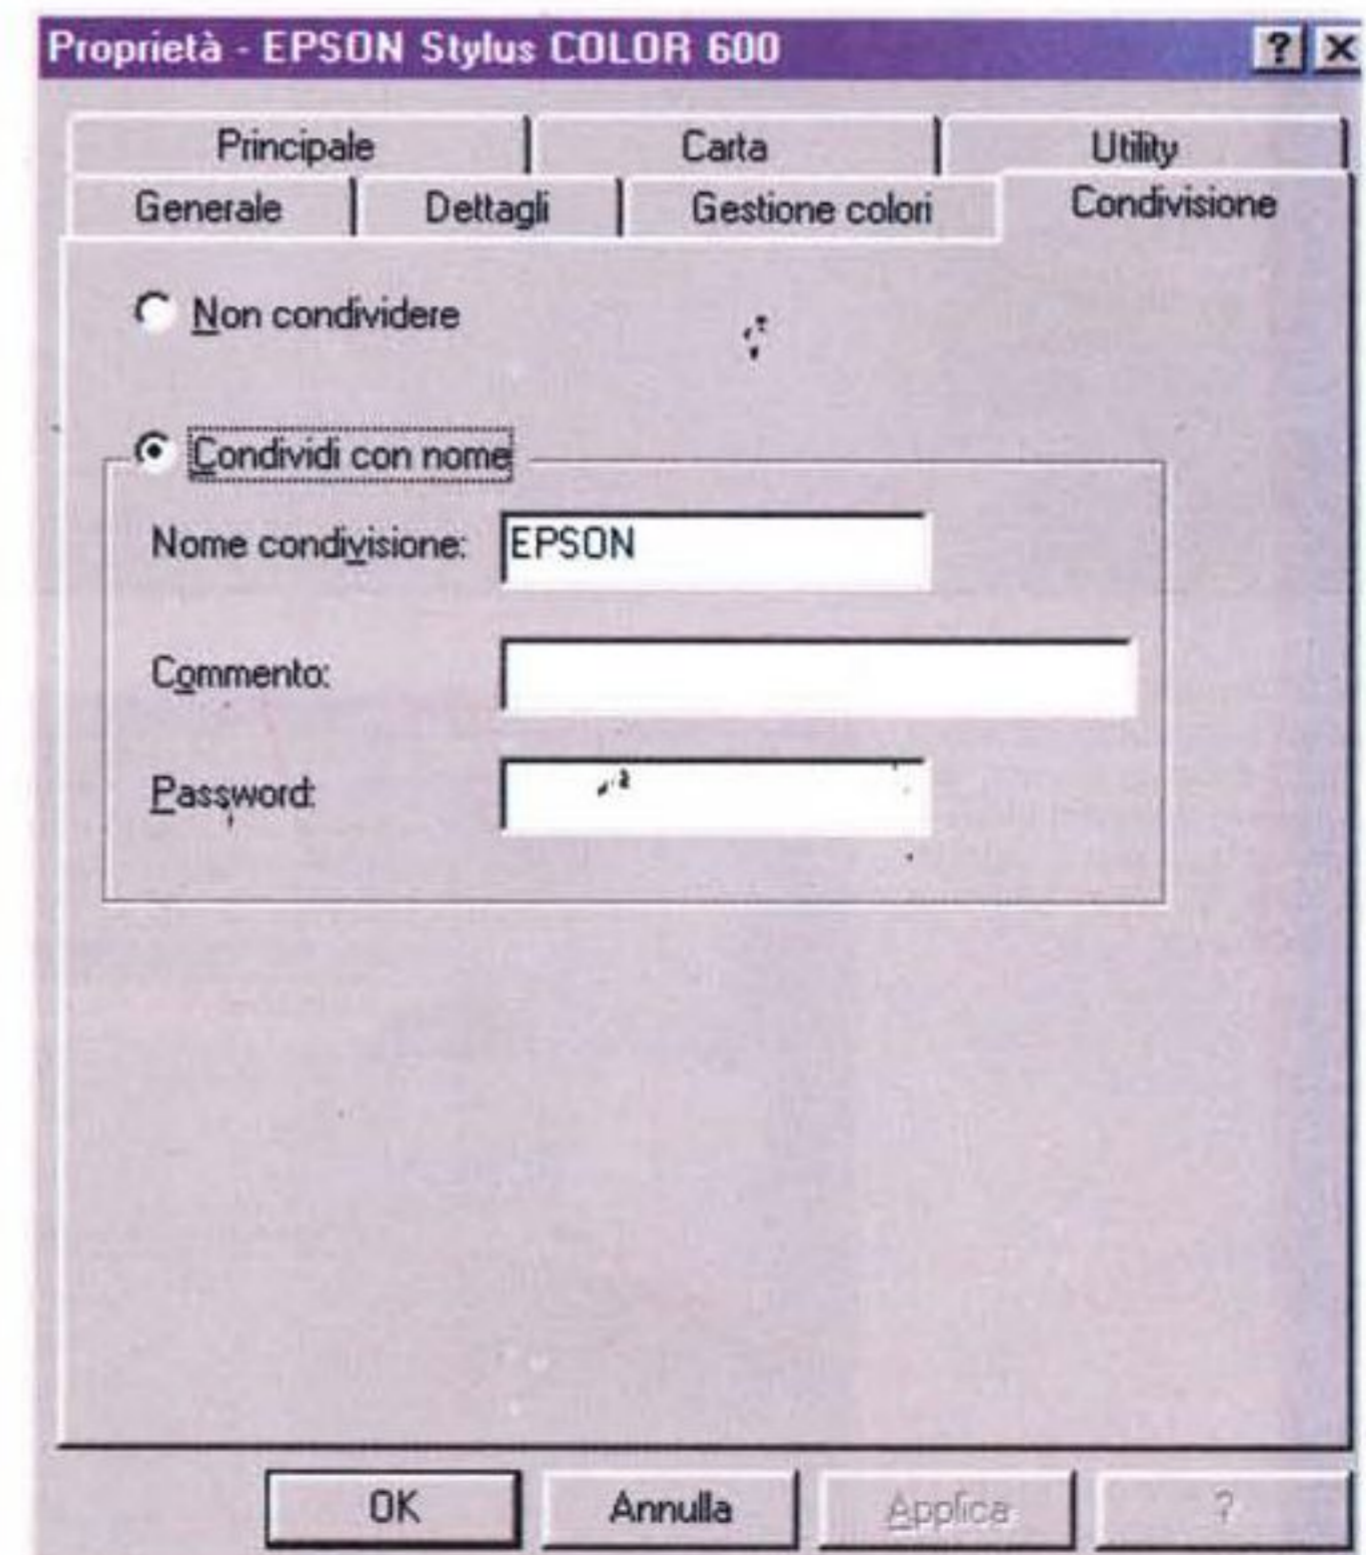 Proprietà - EPSON Stylus COLOR 600 ? X
Principale Carta Utility
Generale Dettagli Gestione colori Condivisione
Non condividere
Condividi con nome
Nome condivisione: EPSON
Commento:
Password:
OK Annulla Applica ?